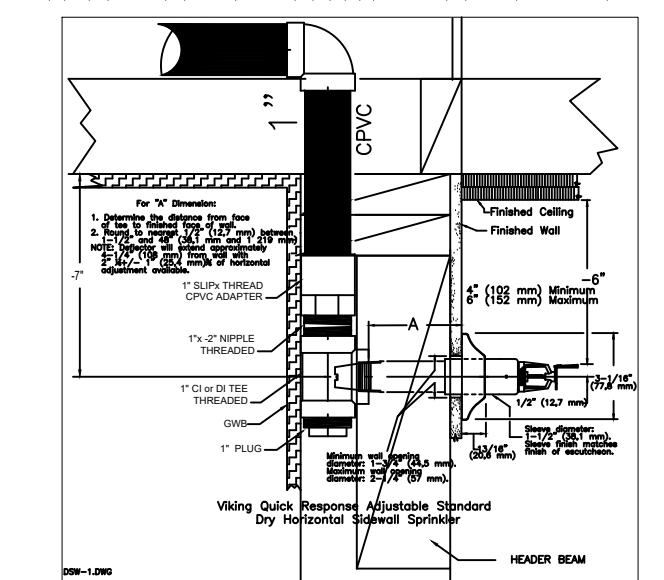 1"
CPVC
For "A" Dimension:
1. Determine the distance from face
of tee to finished face of wall.
2. Round to nearest 1/2" (12,7 mm) between
1-1/2" and 48" (38,1 mm and 1 219 mm)
NOTE: Deflector will extend approximately
4-1/4" (108 mm) from wall with
adjustment available.
-7"
1" SLIPx THREAD
CPVC ADAPTER
1"x -2" NIPPLE
THREADED
1" CI or DI TEE
THREADED
GWB
1" PLUG
Finished Ceiling
Finished Wall
-6"
4" (102 mm) Minimum
6" (152 mm) Maximum
A
3-1/16"
(77,8 mm)
1/2" (12,7 mm)
13/16"
(20,6 mm)
Sleeve diameter:
1-1/2" (38,1 mm).
Sleeve finish matches
finish of escutcheon.
Minimum wall opening
diameter: 1-3/4" (44,5 mm).
Maximum wall opening
diameter: 2-1/4" (57 mm).
Viking Quick Response Adjustable Standard
Dry Horizontal Sidewall Sprinkler
HEADER BEAM
DSW-1.DWG